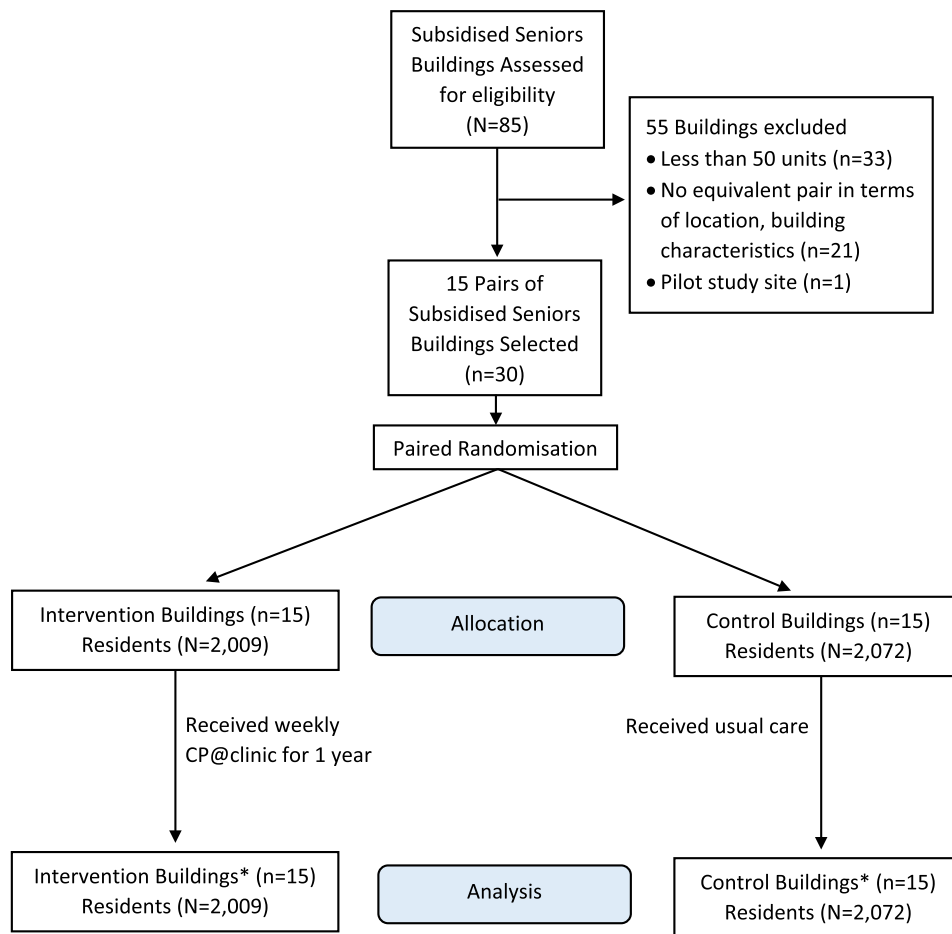 Subsidised Seniors
Buildings Assessed
for eligibility
(N=85)
55 Buildings excluded
• Less than 50 units (n=33)
• No equivalent pair in terms
of location, building
characteristics (n=21)
• Pilot study site (n=1)
15 Pairs of
Subsidised Seniors
Buildings Selected
(n=30)
Paired Randomisation
Intervention Buildings (n=15)
Residents (N=2,009)
Allocation
Control Buildings (n=15)
Residents (N=2,072)
Received weekly
CP@clinic for 1 year
Received usual care
Intervention Buildings* (n=15)
Residents (N=2,009)
Analysis
Control Buildings* (n=15)
Residents (N=2,072)